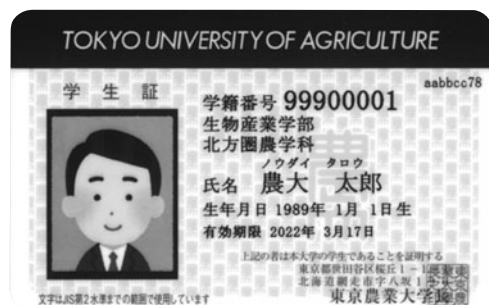 TOKYO UNIVERSITY OF AGRICULTURE
aabbcc78
学生証
学籍番号 99900001
生物産業学部
北方圏農学科
ノウダイ タロウ
氏名 農大 太郎
生年月日 1989年 1月 1日生
有効期限 2022年 3月17日
上記の者は本大学の学生であることを証明する
東京都世田谷区桜丘1-1
北海道網走市字八坂1
東京農業大学
文字はJIS第2水準までの範囲で使用しています
農